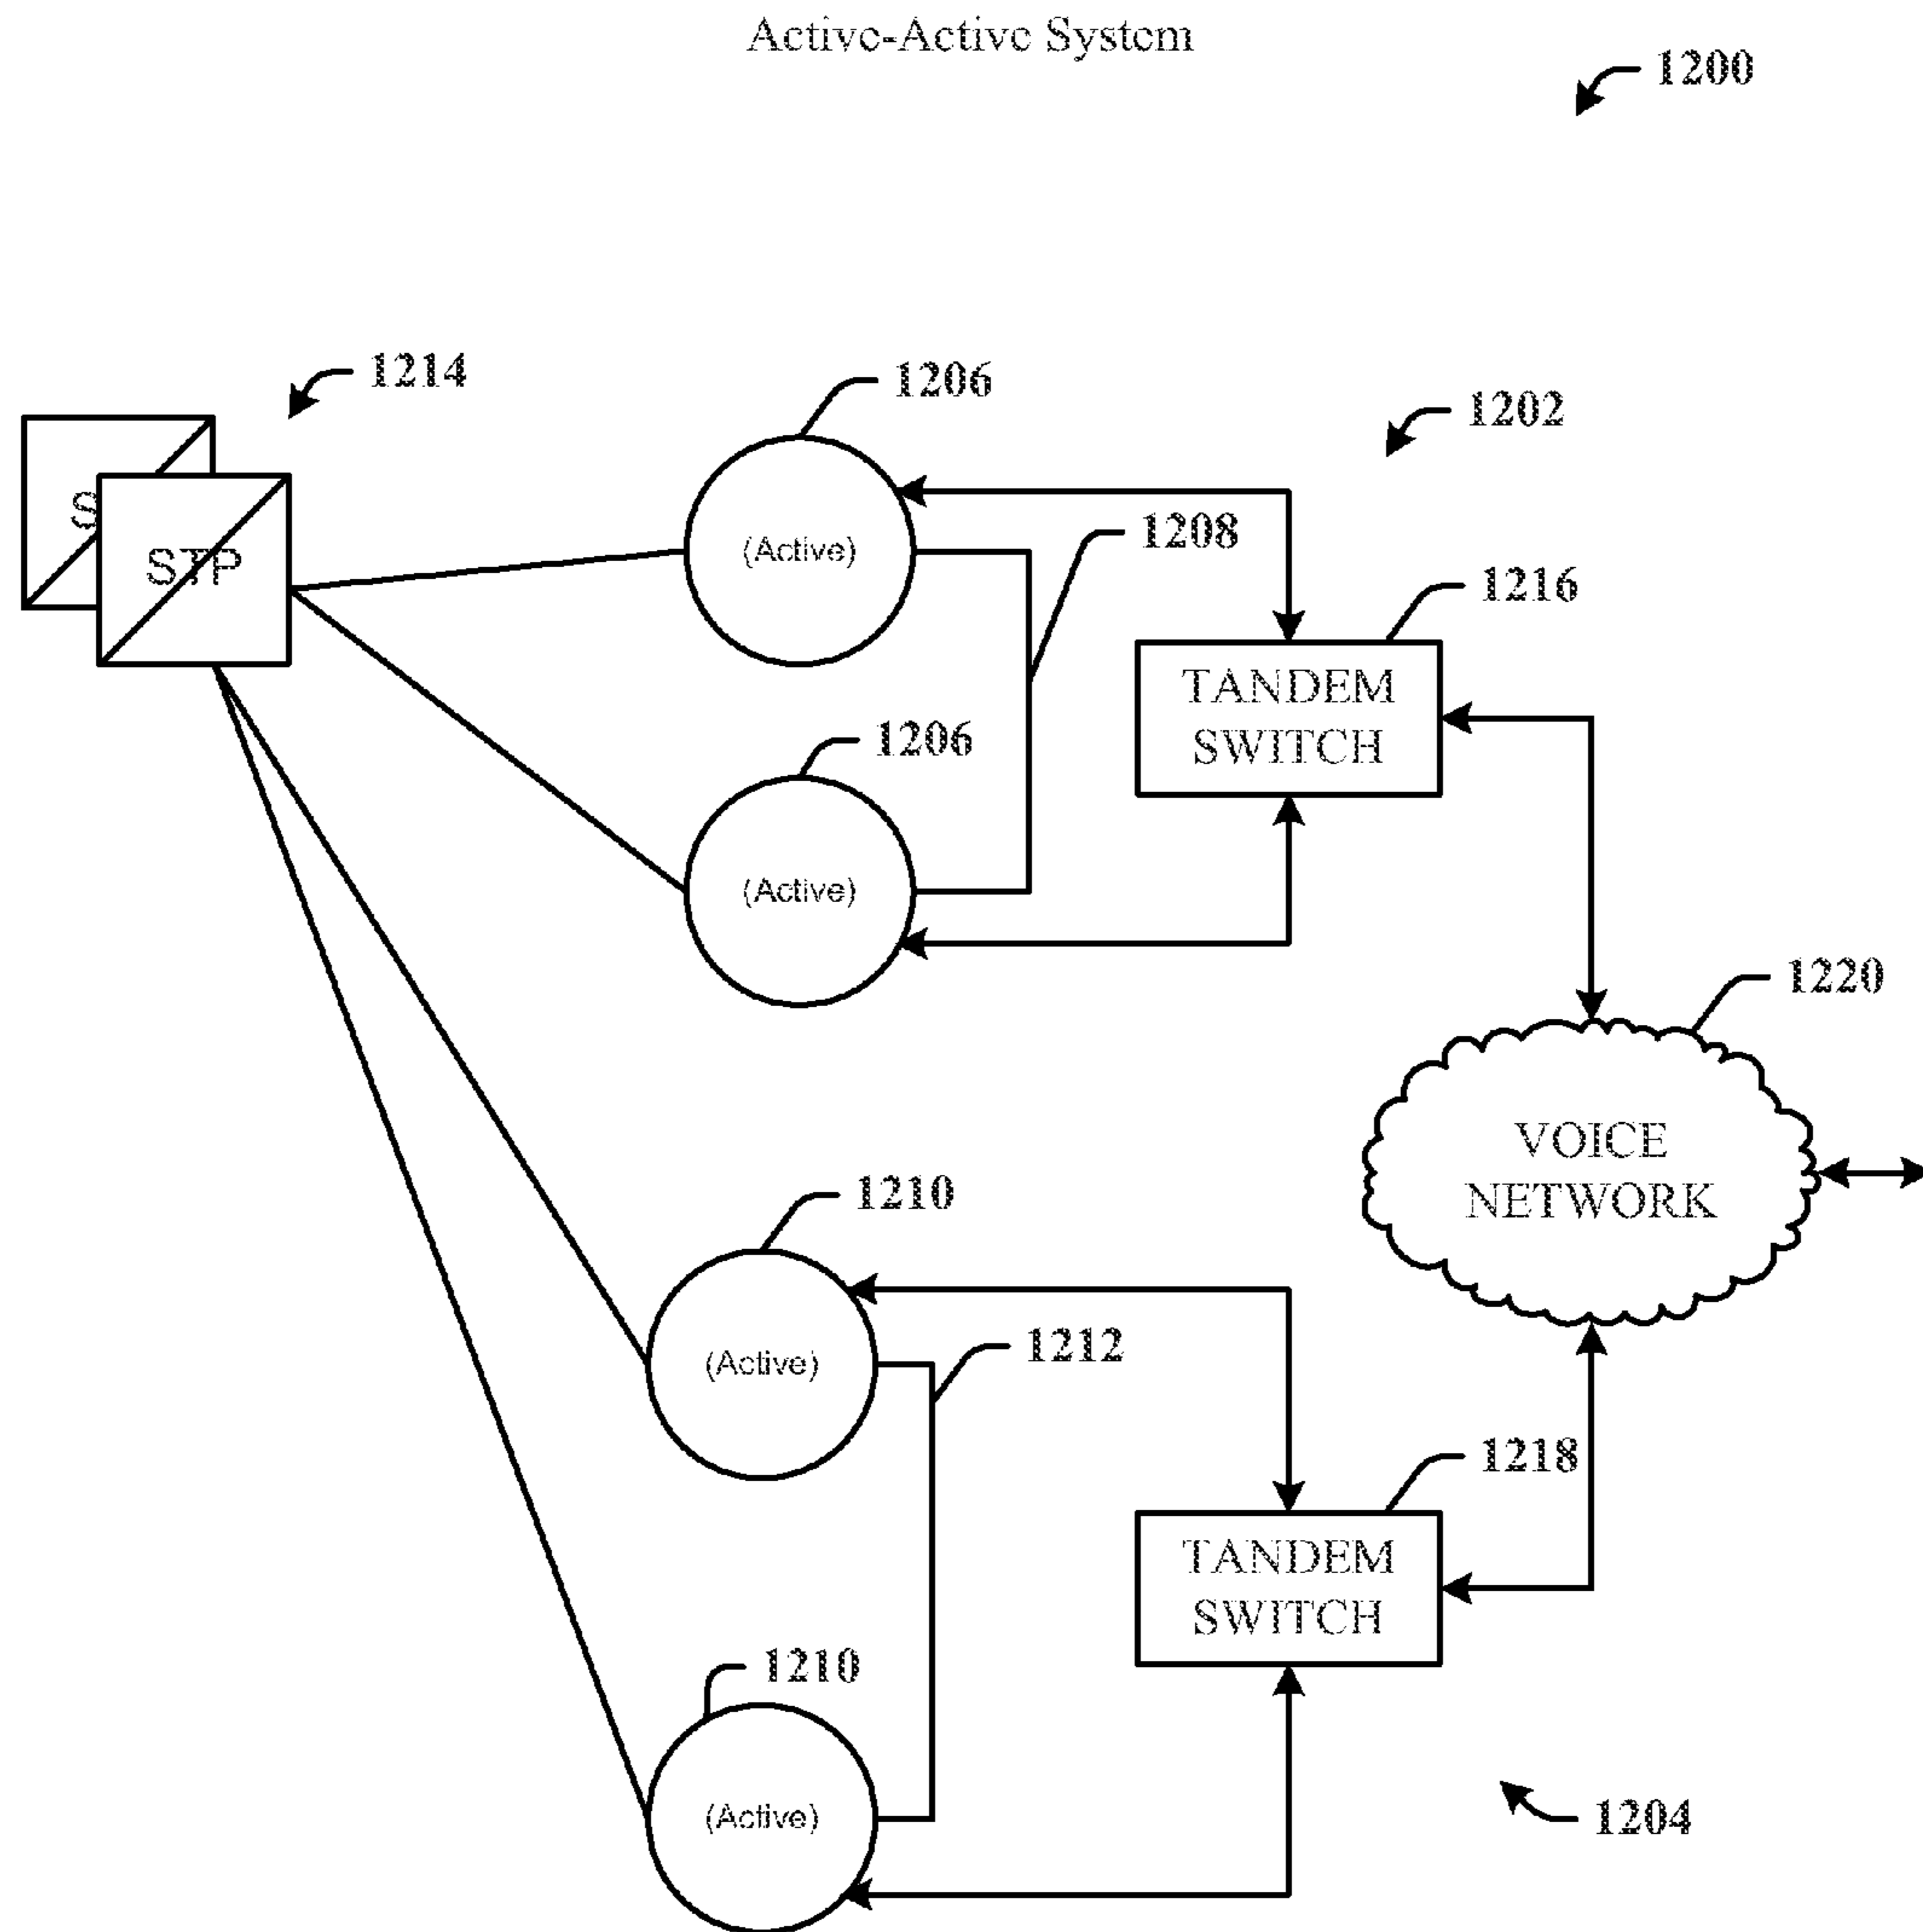 Active-Active System
1200
1214
1206
1202
S
STP
(Active)
1208
1216
TANDEM
SWITCH
1206
(Active)
1220
VOICE
NETWORK
1210
(Active)
1212
1218
TANDEM
SWITCH
1210
(Active)
1204